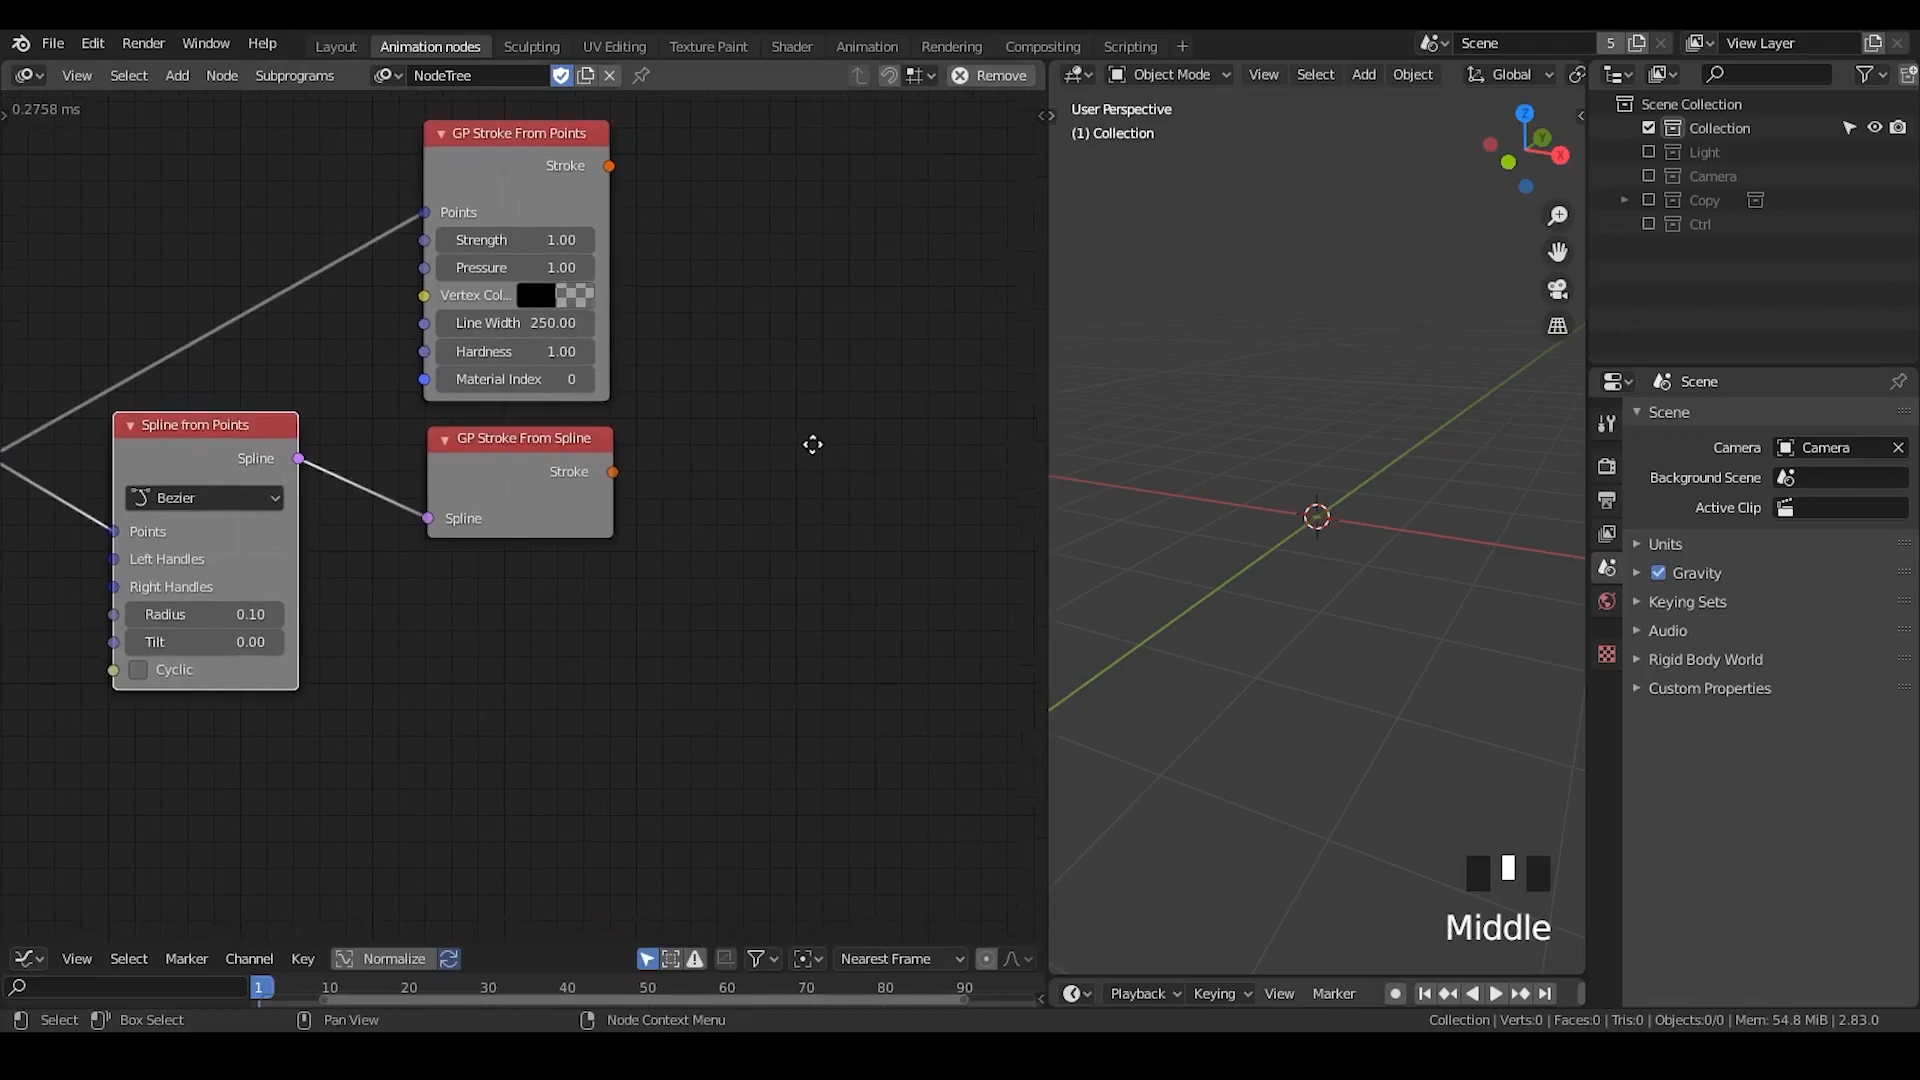 File Edit Render Window Help Layout Animation nodes Sculpting UV Editing Texture Paint Shader Animation Rendering Compositing Scripting + Scene 5 View Layer
View Select Add Node Subprograms NodeTree Remove Object Mode View Select Add Object Global
0.2758 ms
User Perspective
(1) Collection
Z
Y
X
Scene Collection
Collection
Light
Camera
Copy
Ctrl
GP Stroke From Points
Stroke
Points
Strength 1.00
Pressure 1.00
Vertex Col...
Line Width 250.00
Hardness 1.00
Material Index 0
Spline from Points
Spline
Bezier
Points
Left Handles
Right Handles
Radius 0.10
Tilt 0.00
Cyclic
GP Stroke From Spline
Stroke
Spline
Scene
Scene
Camera Camera
Background Scene
Active Clip
Units
Gravity
Keying Sets
Audio
Rigid Body World
Custom Properties
Middle
View Select Marker Channel Key Normalize Nearest Frame
1 10 20 30 40 50 60 70 80 90
Playback Keying View Marker
Select Box Select Pan View Node Context Menu
Collection | Verts:0 | Faces:0 | Tris:0 | Objects:0/0 | Mem: 54.8 MiB | 2.83.0